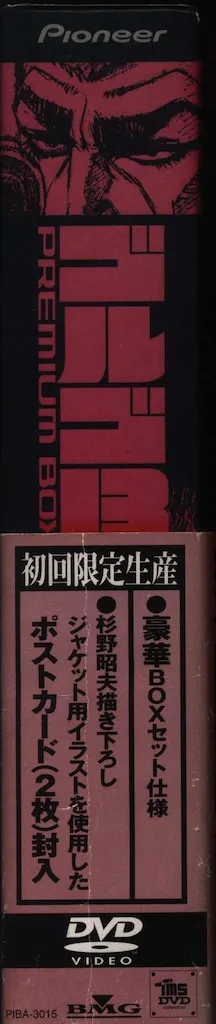 Pioneer
ゴルゴ13
PREMIUM BOX
初回限定生産
●豪華BOXセット仕様
●杉野昭夫描き下ろし
ジャケット用イラストを使用した
ポストカード(2枚)封入
DVD
VIDEO
PIBA-3015
BMG
tms
DVD
collection